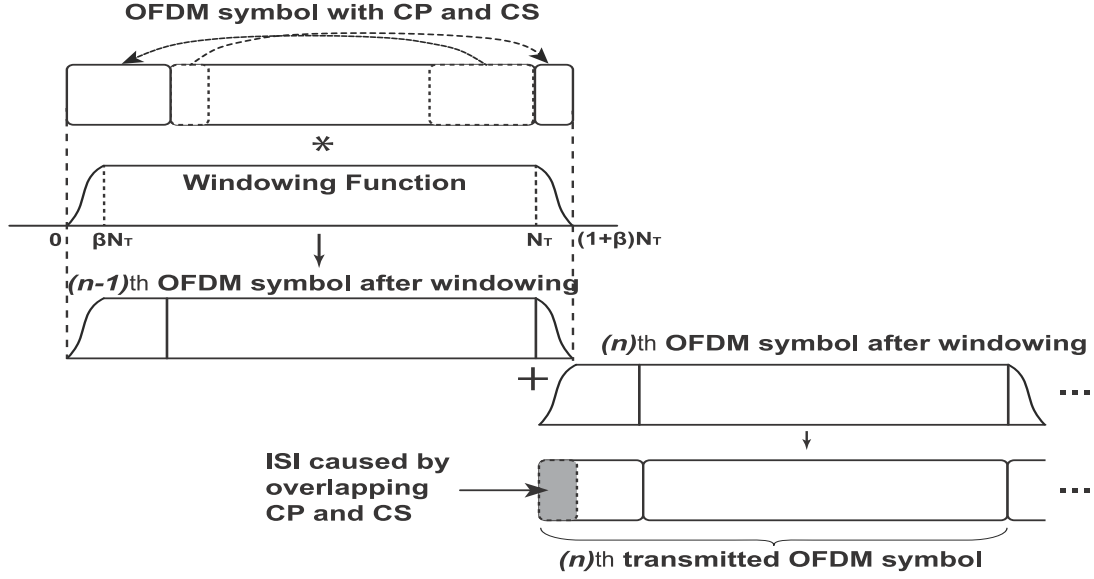 OFDM symbol with CP and CS
*
Windowing Function
0 βNT NT (1+β)NT
(n-1)th OFDM symbol after windowing
(n)th OFDM symbol after windowing
+
...
ISI caused by
overlapping
CP and CS
...
(n)th transmitted OFDM symbol